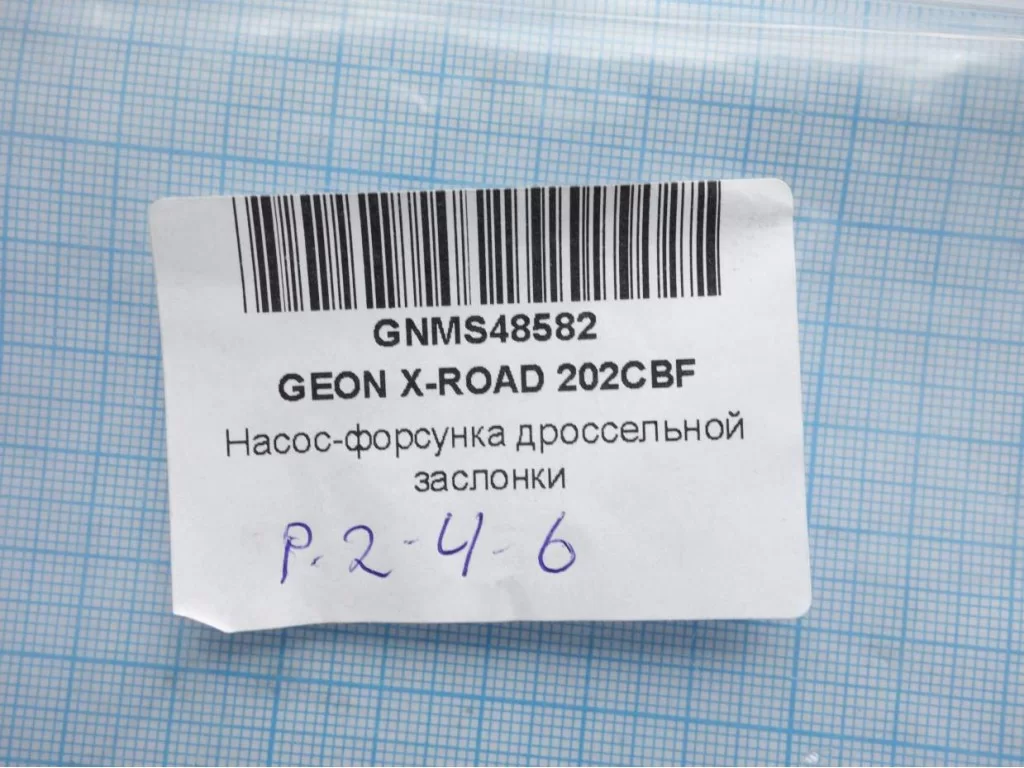 GNMS48582
GEON X-ROAD 202CBF
Насос-форсунка дроссельной
заслонки
Р. 2-4-6